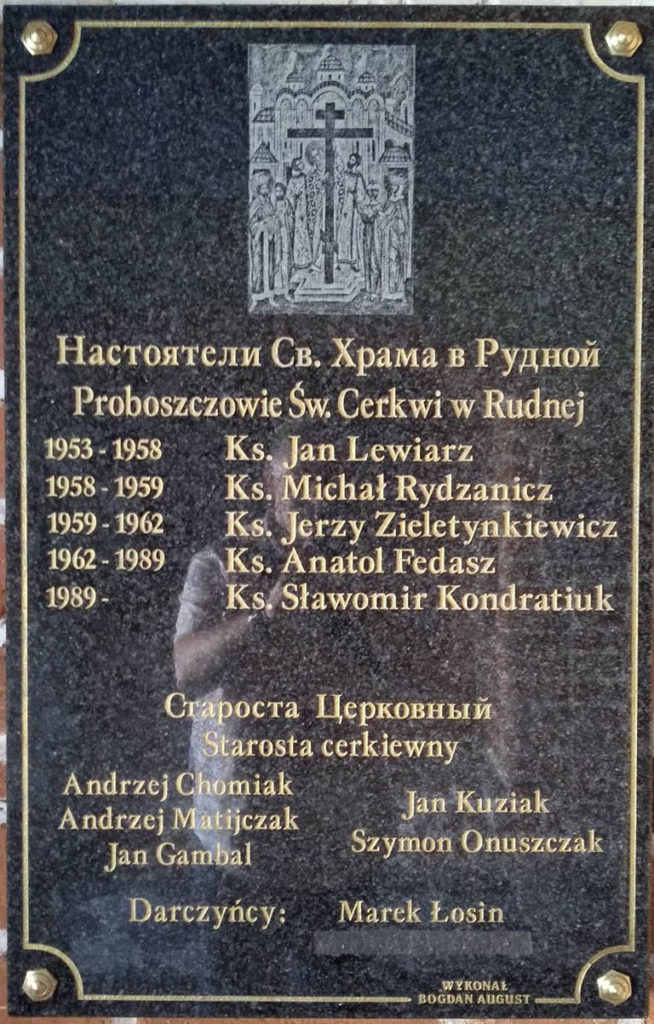 Настоятели Св. Храма в Рудной
Proboszczowie Św. Cerkwi w Rudnej
1953 - 1958 Ks. Jan Lewiarz
1958 - 1959 Ks. Michał Rydzanicz
1959 - 1962 Ks. Jerzy Zieletynkiewicz
1962 - 1989 Ks. Anatol Fedasz
1989 - Ks. Sławomir Kondratiuk
Староста Церковный
Starosta cerkiewny
Andrzej Chomiak
Andrzej Matijczak
Jan Gambal
Jan Kuziak
Szymon Onuszczak
Darczyńcy: Marek Łosin
WYKONAŁ
BOGDAN AUGUST